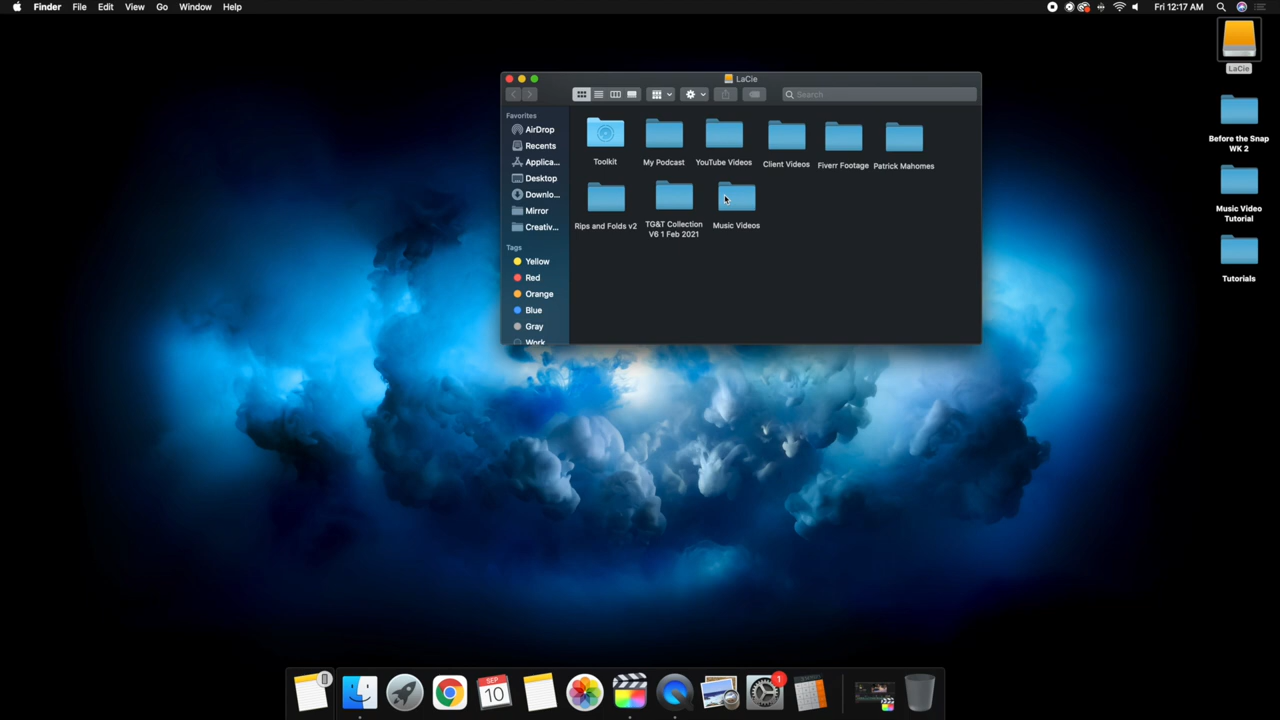 Finder File Edit View Go Window Help Fri 12:17 AM
LaCie
Before the Snap
WK 2
Music Video
Tutorial
Tutorials
LaCie
Search
Favorites
AirDrop
Recents
Applica...
Desktop
Downlo...
Mirror
Creativ...
Tags
Yellow
Red
Orange
Blue
Gray
Work
Toolkit My Podcast YouTube Videos Client Videos Fiverr Footage Patrick Mahomes
Rips and Folds v2 TG&T Collection Music Videos
V6 1 Feb 2021
SEP
10
1